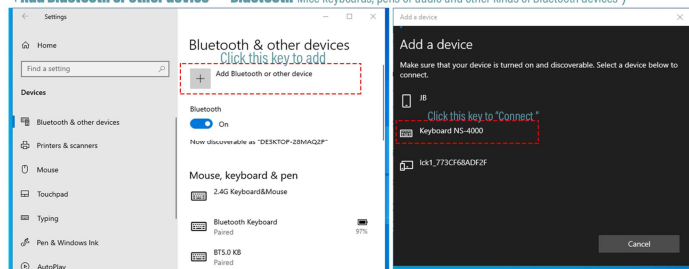 Add Bluetooth or other device Bluetooth Mice keyboards, pens or audio and other kinds of Bluetooth devices )
Settings
Home
Find a setting
Devices
Bluetooth & other devices
Printers & scanners
Mouse
Touchpad
Typing
Pen & Windows Ink
AutoPlay
Bluetooth & other devices
Click this key to add
Add Bluetooth or other device
Bluetooth
On
Now discoverable as "DESKTOP-28MAQ2P"
Mouse, keyboard & pen
2.4G Keyboard&Mouse
Bluetooth Keyboard
Paired
97%
BT5.0 KB
Paired
Add a device
Add a device
Make sure that your device is turned on and discoverable. Select a device below to
connect.
JB
Click this key to "Connect "
Keyboard NS-4000
lck1_773CF68ADF2F
Cancel